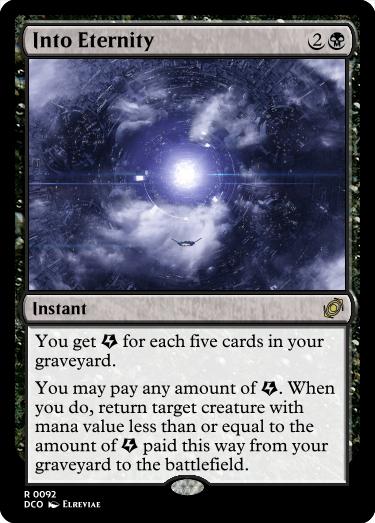 Into Eternity 2
Instant
You get for each five cards in your
graveyard.
You may pay any amount of . When
you do, return target creature with
mana value less than or equal to the
amount of paid this way from your
graveyard to the battlefield.
R 0092
DCO Elreviae